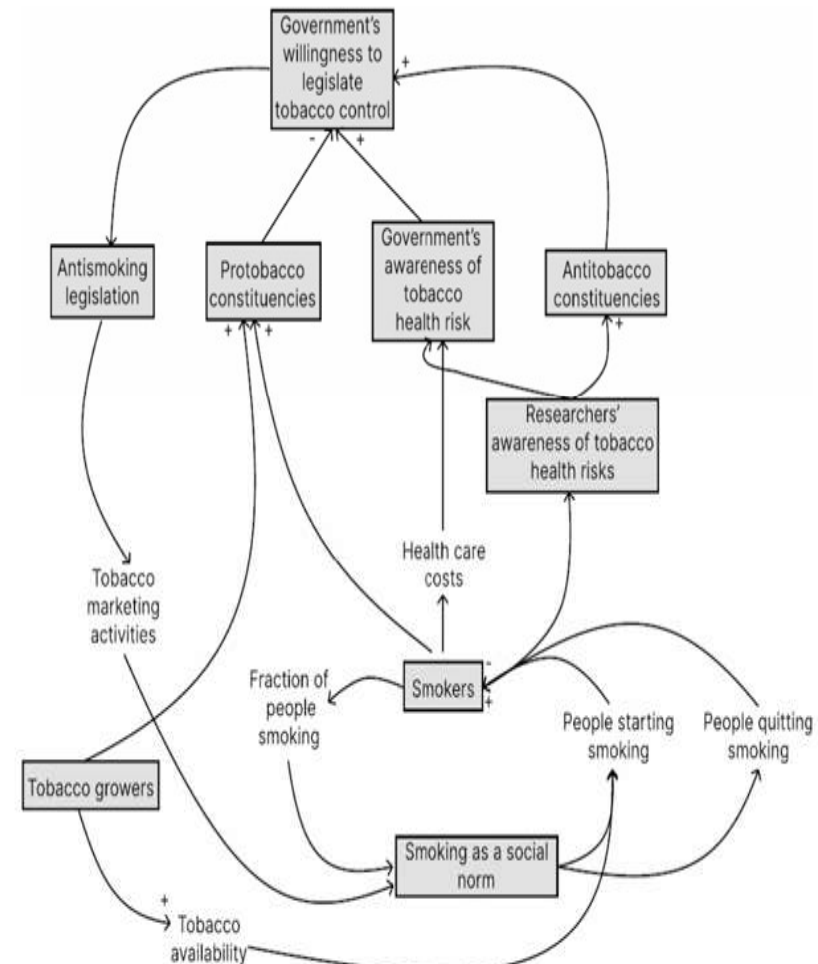 Government's
willingness to
legislate
tobacco control
+
-
+
Antismoking
legislation
Protobacco
constituencies
+
+
Government's
awareness of
tobacco
health risk
Antitobacco
constituencies
+
Researchers'
awareness of tobacco
health risks
Health care
costs
Tobacco
marketing
activities
Fraction of
people
smoking
Smokers
-
+
People starting
smoking
People quitting
smoking
Tobacco growers
Smoking as a social
norm
+
Tobacco
availability